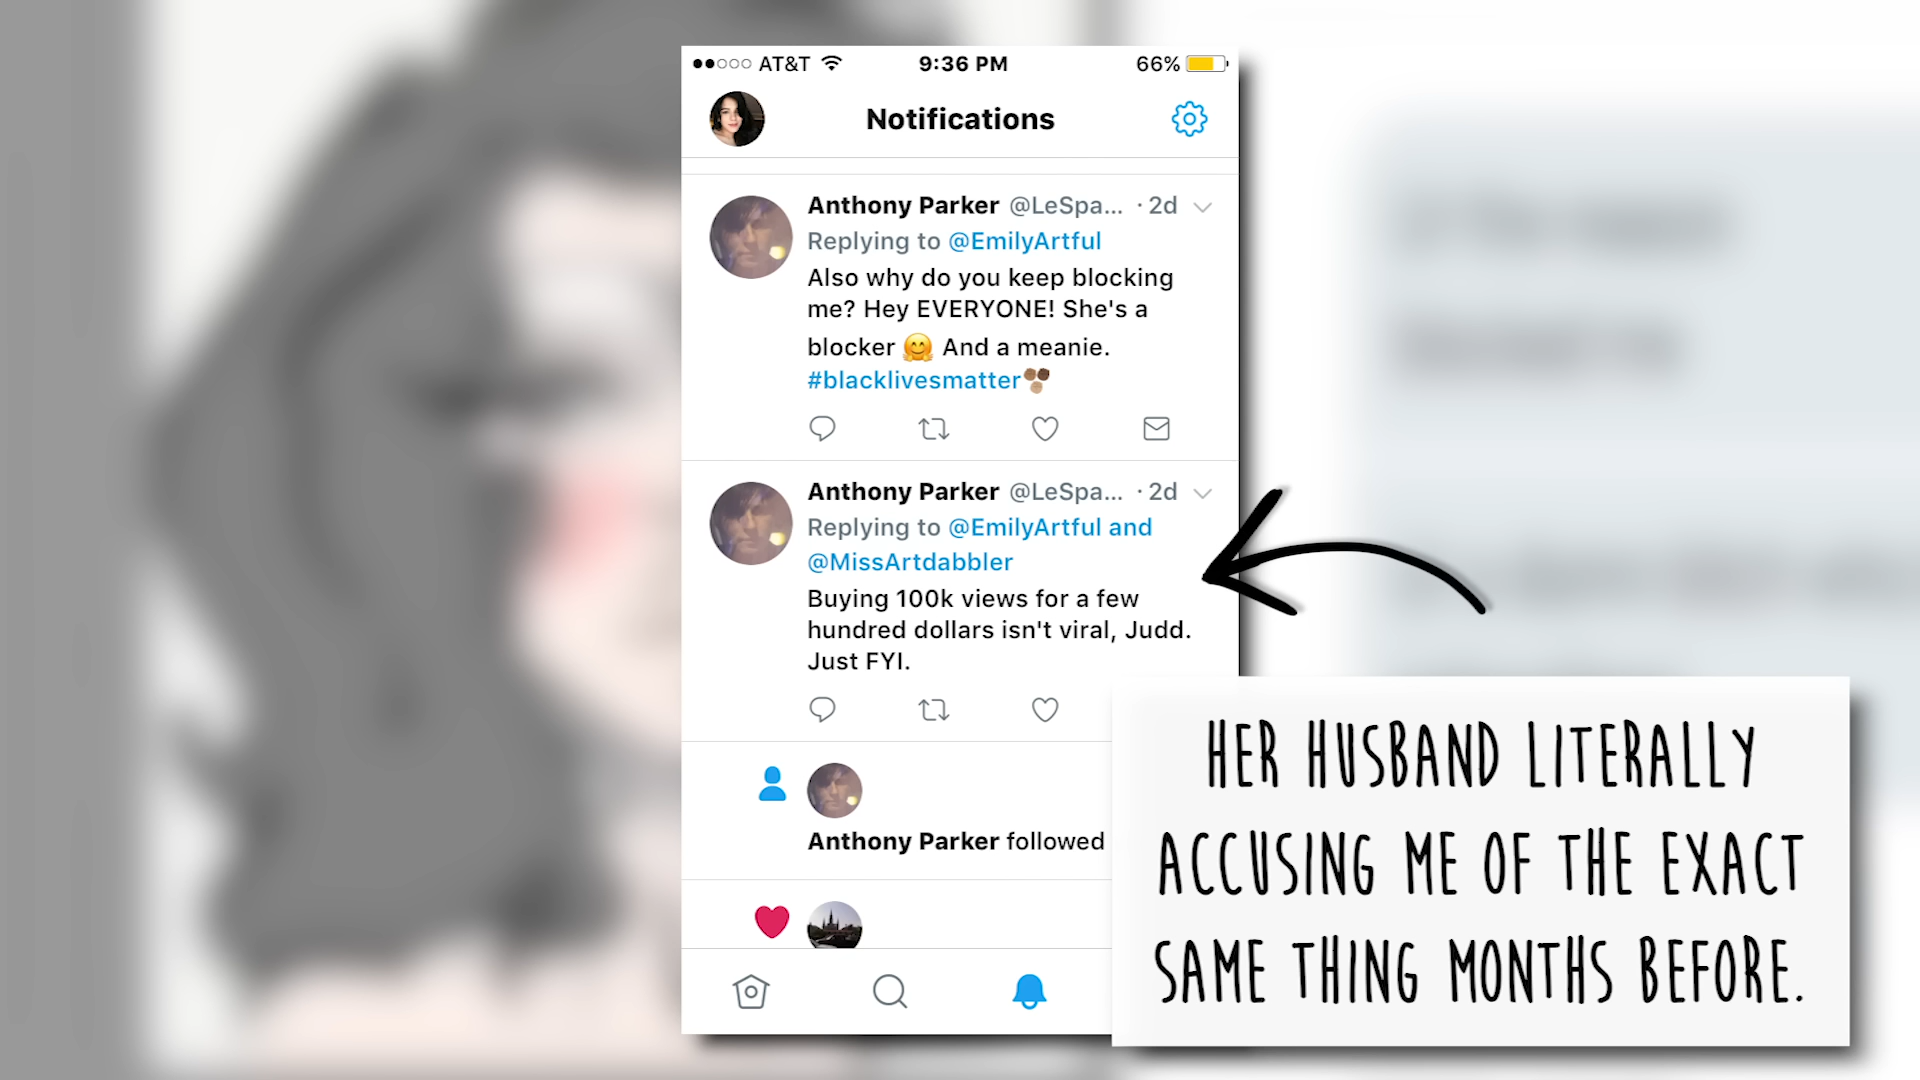 AT&T 9:36 PM 66%
Notifications
Anthony Parker @LeSpa... · 2d
Replying to @EmilyArtful
Also why do you keep blocking
me? Hey EVERYONE! She's a
blocker 🤗 And a meanie.
#blacklivesmatter
Anthony Parker @LeSpa... · 2d
Replying to @EmilyArtful and
@MissArtdabbler
Buying 100k views for a few
hundred dollars isn't viral, Judd.
Just FYI.
Anthony Parker followed
HER HUSBAND LITERALLY
ACCUSING ME OF THE EXACT
SAME THING MONTHS BEFORE.